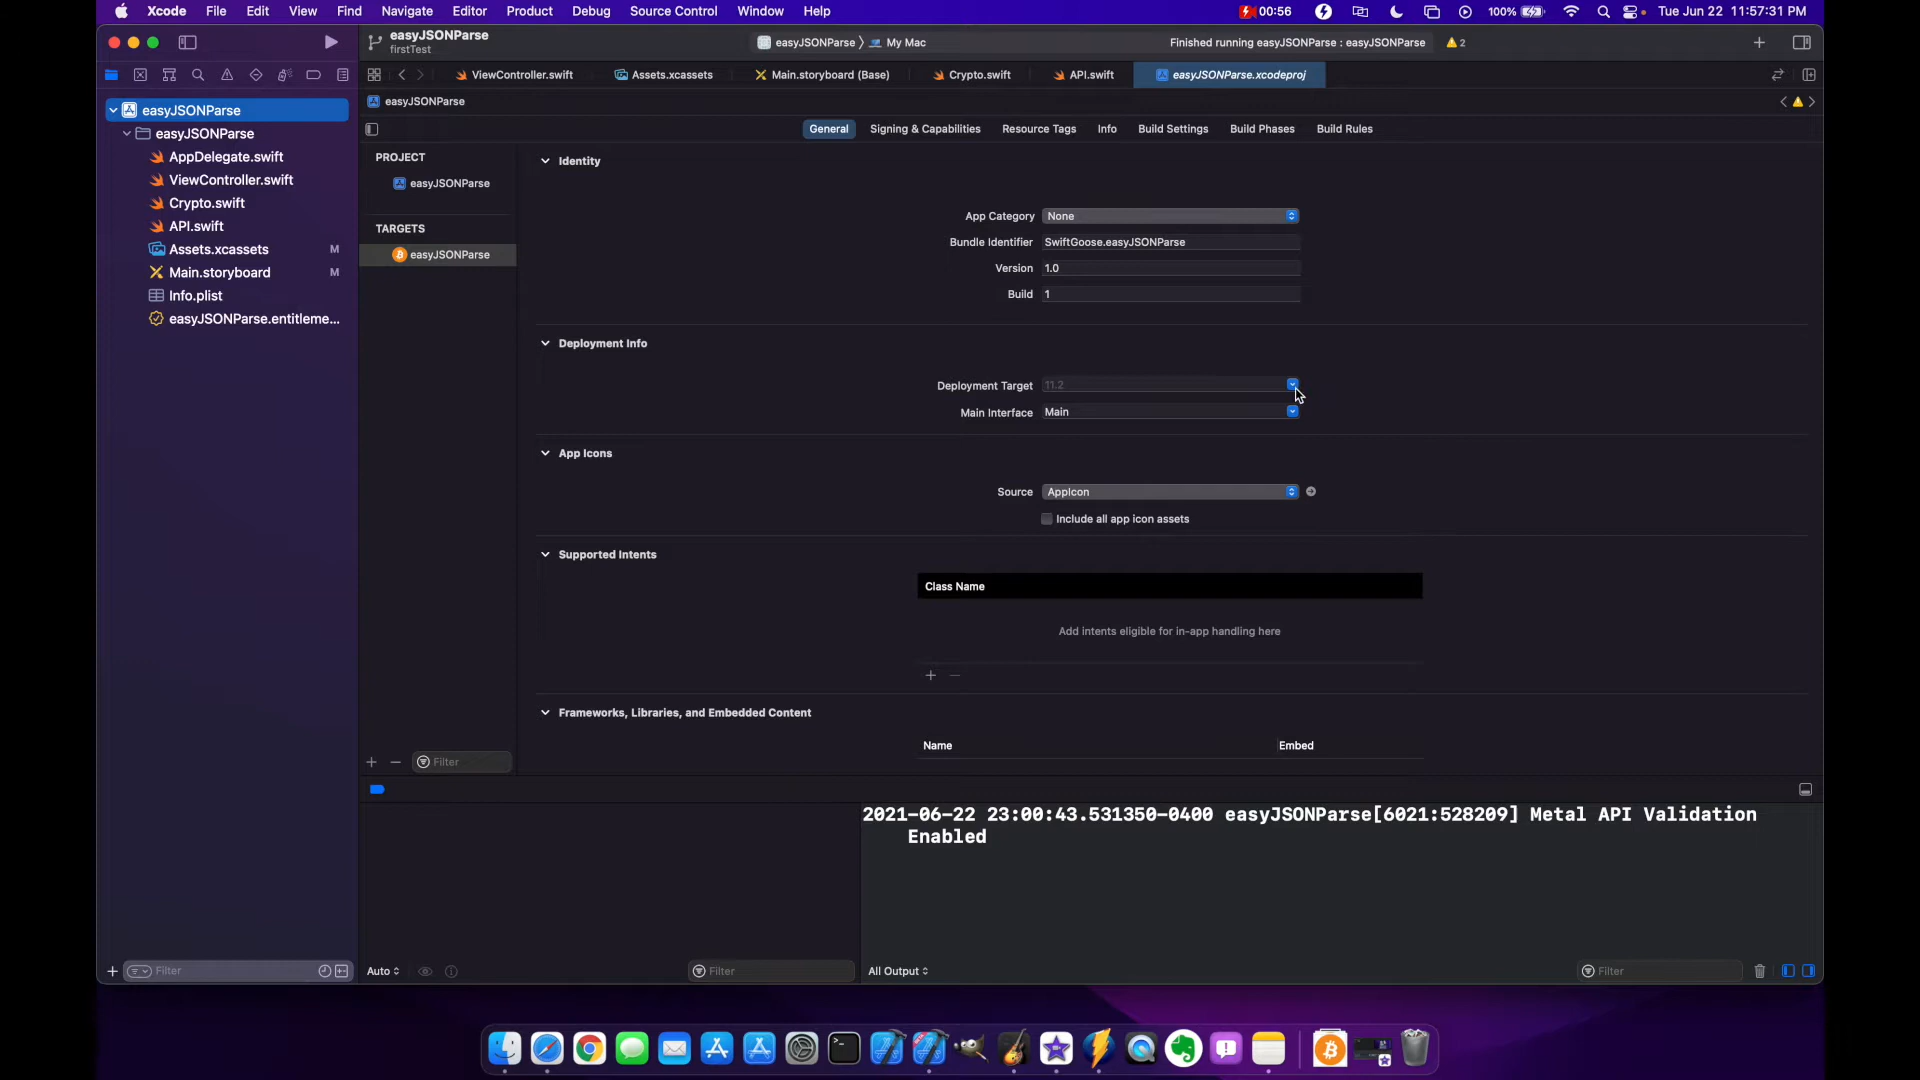 Xcode File Edit View Find Navigate Editor Product Debug Source Control Window Help 00:56 100% Tue Jun 22 11:57:31 PM
easyJSONParse
firstTest
easyJSONParse My Mac
Finished running easyJSONParse : easyJSONParse 2
ViewController.swift Assets.xcassets Main.storyboard (Base) Crypto.swift API.swift easyJSONParse.xcodeproj
easyJSONParse
easyJSONParse
easyJSONParse
AppDelegate.swift
ViewController.swift
Crypto.swift
API.swift
Assets.xcassets M
Main.storyboard M
Info.plist
easyJSONParse.entitleme...
General Signing & Capabilities Resource Tags Info Build Settings Build Phases Build Rules
PROJECT
easyJSONParse
TARGETS
easyJSONParse
Identity
App Category None
Bundle Identifier SwiftGoose.easyJSONParse
Version 1.0
Build 1
Deployment Info
Deployment Target 11.2
Main Interface Main
App Icons
Source AppIcon
Include all app icon assets
Supported Intents
Class Name
Add intents eligible for in-app handling here
Frameworks, Libraries, and Embedded Content
Name Embed
Filter
2021-06-22 23:00:43.531350-0400 easyJSONParse[6021:528209] Metal API Validation
Enabled
Filter
Auto
Filter
All Output
Filter